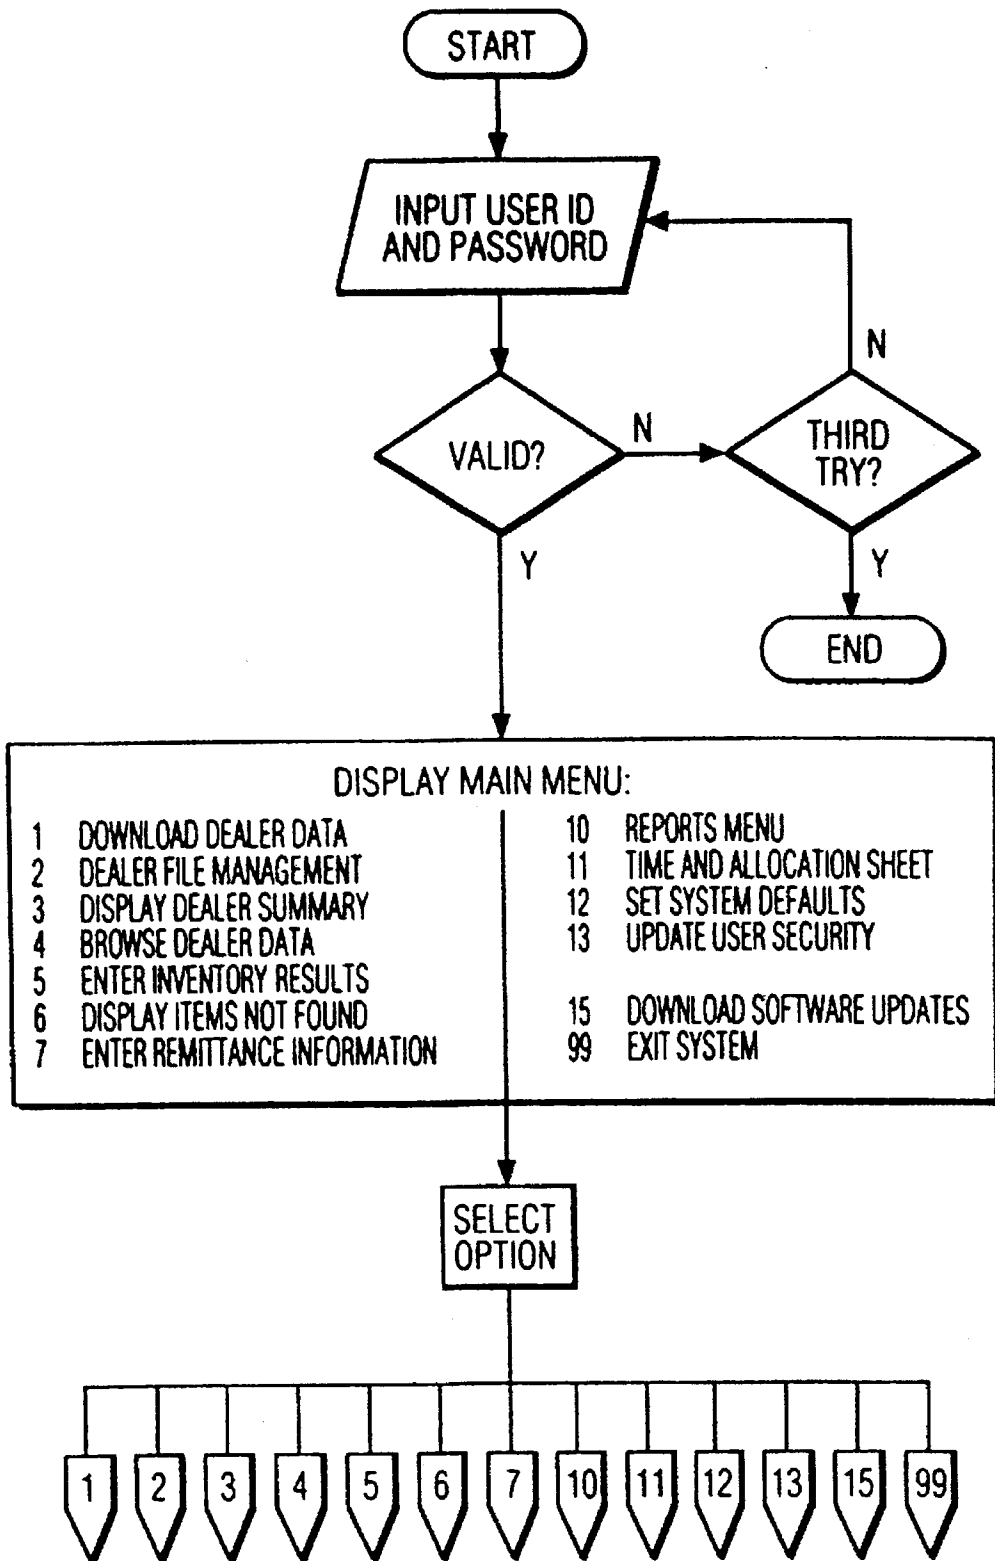 START
INPUT USER ID
AND PASSWORD
N
VALID?
N
THIRD
TRY?
Y
Y
END
DISPLAY MAIN MENU:
1 DOWNLOAD DEALER DATA
2 DEALER FILE MANAGEMENT
3 DISPLAY DEALER SUMMARY
4 BROWSE DEALER DATA
5 ENTER INVENTORY RESULTS
6 DISPLAY ITEMS NOT FOUND
7 ENTER REMITTANCE INFORMATION
10 REPORTS MENU
11 TIME AND ALLOCATION SHEET
12 SET SYSTEM DEFAULTS
13 UPDATE USER SECURITY
15 DOWNLOAD SOFTWARE UPDATES
99 EXIT SYSTEM
SELECT
OPTION
1 2 3 4 5 6 7 10 11 12 13 15 99